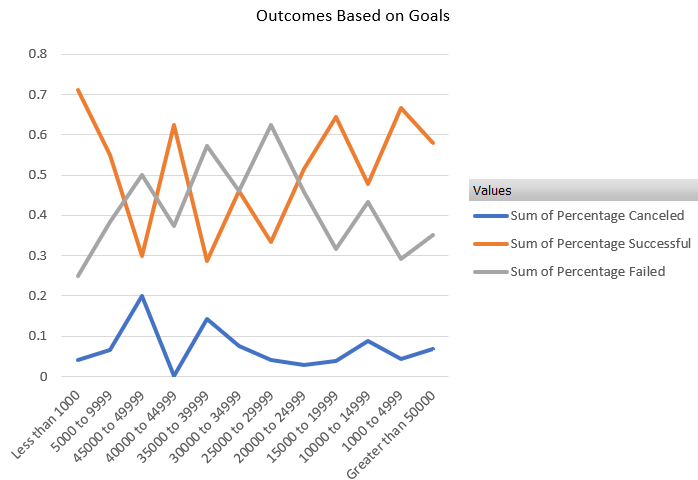 Outcomes Based on Goals
0.8
0.7
0.6
0.5
0.4
0.3
0.2
0.1
0
Less than 1000
5000 to 9999
45000 to 49999
40000 to 44999
35000 to 39999
30000 to 34999
25000 to 29999
20000 to 24999
15000 to 19999
10000 to 14999
1000 to 4999
Greater than 50000
Values
Sum of Percentage Canceled
Sum of Percentage Successful
Sum of Percentage Failed